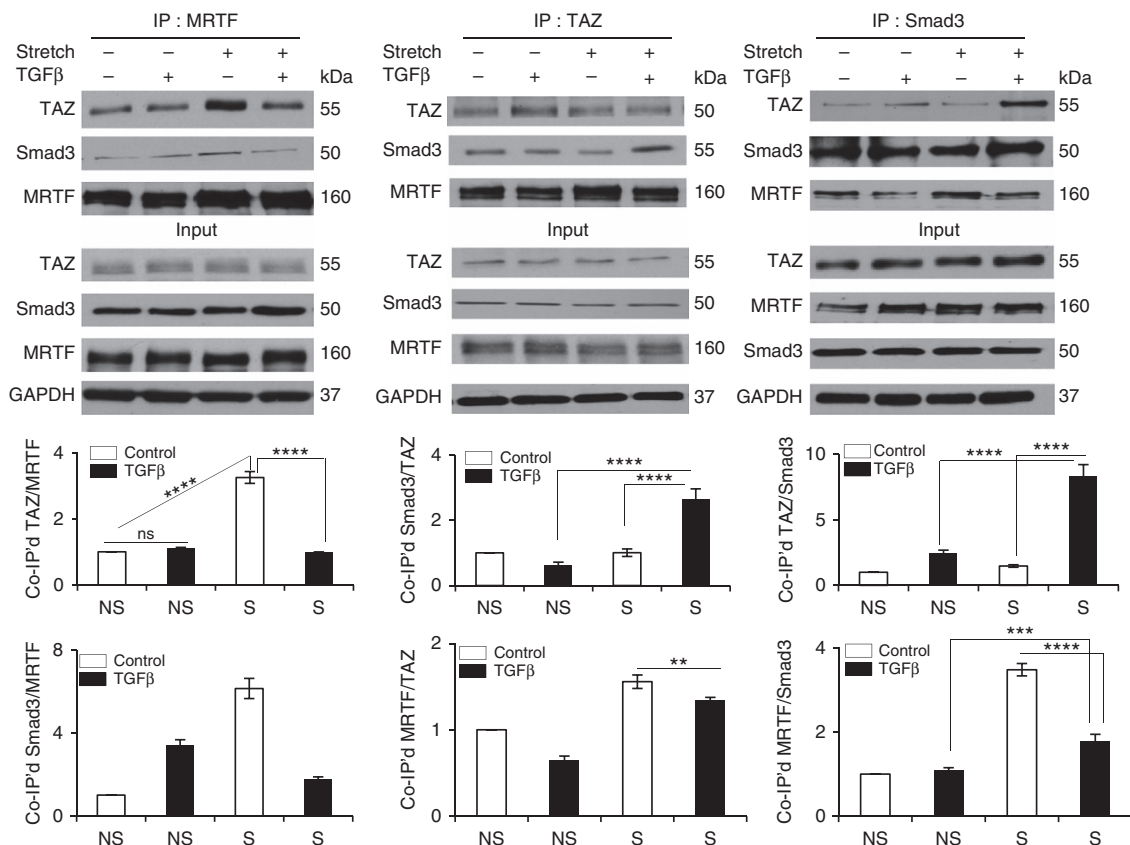 IP : MRTF
Stretch – – + +
TGFβ – + – + kDa
TAZ 55
Smad3 50
MRTF 160
Input
TAZ 55
Smad3 50
MRTF 160
GAPDH 37
IP : TAZ
Stretch – – + +
TGFβ – + – + kDa
TAZ 50
Smad3 55
MRTF 160
Input
TAZ 55
Smad3 50
MRTF 160
GAPDH 37
IP : Smad3
Stretch – – + +
TGFβ – + – + kDa
TAZ 55
Smad3 50
MRTF 160
Input
TAZ 55
MRTF 160
Smad3 50
GAPDH 37
Co-IP'd TAZ/MRTF
4
2
0
Control
TGFβ
ns
****
****
NS NS S S
Co-IP'd Smad3/TAZ
4
2
0
Control
TGFβ
****
****
NS NS S S
Co-IP'd TAZ/Smad3
10
5
0
Control
TGFβ
****
****
NS NS S S
Co-IP'd Smad3/MRTF
8
4
0
Control
TGFβ
NS NS S S
Co-IP'd MRTF/TAZ
2
1
0
Control
TGFβ
**
NS NS S S
Co-IP'd MRTF/Smad3
4
2
0
Control
TGFβ
***
****
NS NS S S